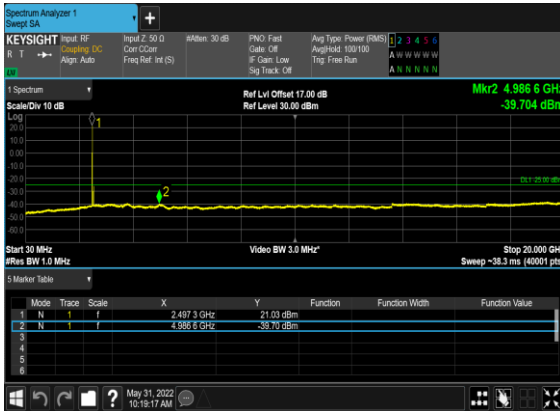 Spectrum Analyzer 1
Swept SA
+
KEYSIGHT Input: RF Input Z: 50 Ω #Atten: 30 dB PNO: Fast Avg Type: Power (RMS) 1 2 3 4 5 6
R T Coupling: DC Corr CCorr Gate: Off Avg|Hold: 100/100 A W W W W W
Align: Auto Freq Ref: Int (S) IF Gain: Low Trig: Free Run
Sig Track: Off A N N N N N
1 Spectrum
Ref Lvl Offset 17.00 dB Mkr2 4.986 6 GHz
Scale/Div 10 dB Ref Level 30.00 dBm -39.704 dBm
Log
1
20.0
10.0
0.00
-10.0
-20.0
DL1 -25.00 dBm
-30.0
2
-40.0
-50.0
-60.0
Start 30 MHz Video BW 3.0 MHz* Stop 20.000 GHz
#Res BW 1.0 MHz Sweep ~38.3 ms (40001 pts)
5 Marker Table
Mode Trace Scale X Y Function Function Width Function Value
1 N 1 f 2.497 3 GHz 21.03 dBm
2 N 1 f 4.986 6 GHz -39.70 dBm
3
4
5
6
? May 31, 2022
10:19:17 AM